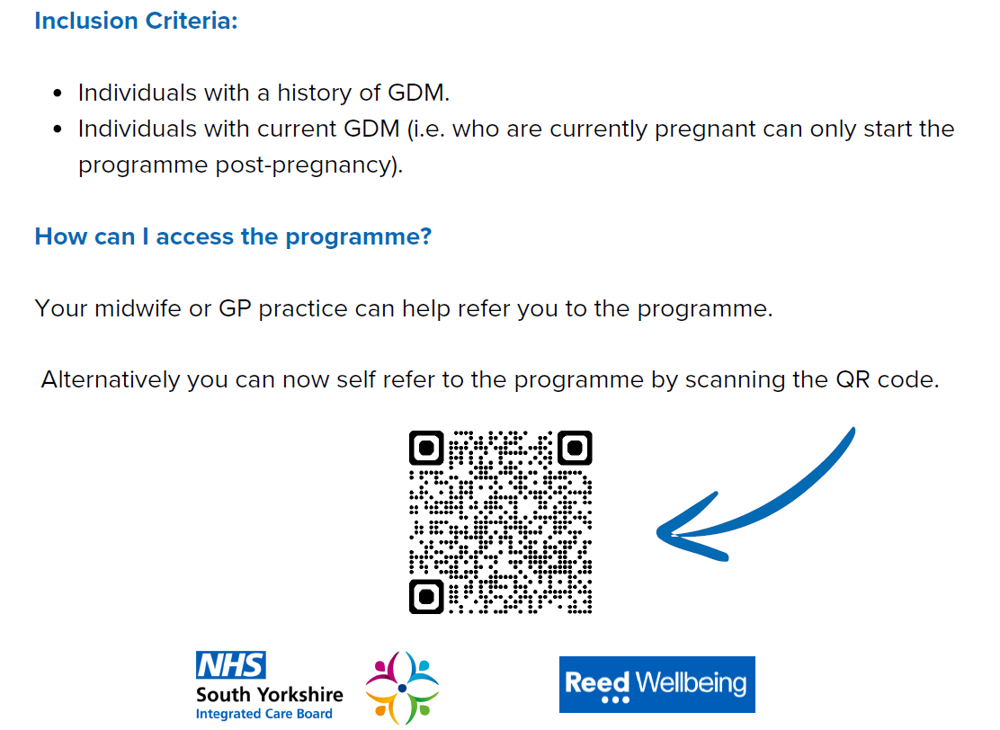 Inclusion Criteria:
Individuals with a history of GDM.
Individuals with current GDM (i.e. who are currently pregnant can only start the
programme post-pregnancy).
How can I access the programme?
Your midwife or GP practice can help refer you to the programme.
Alternatively you can now self refer to the programme by scanning the QR code.
NHS
South Yorkshire
Integrated Care Board
Reed Wellbeing